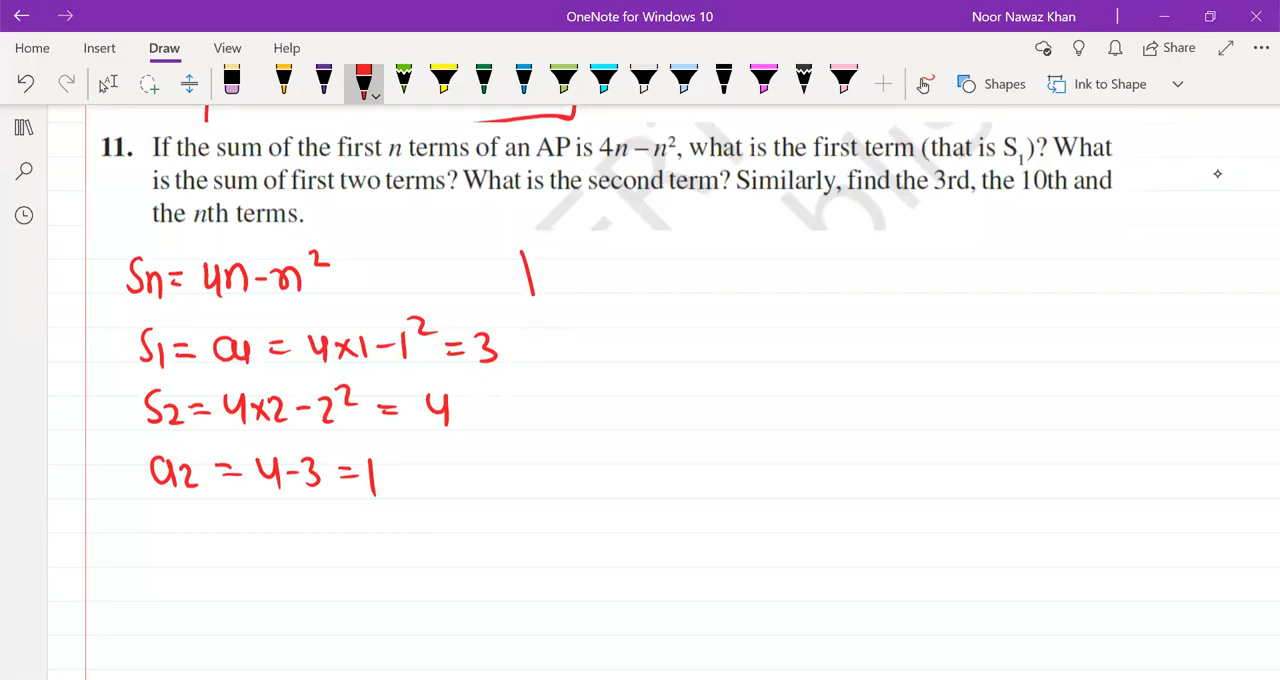 OneNote for Windows 10
Noor Nawaz Khan
Home Insert Draw View Help
Share
Shapes
Ink to Shape
11. If the sum of the first n terms of an AP is 4n – n², what is the first term (that is S₁)? What
is the sum of first two terms? What is the second term? Similarly, find the 3rd, the 10th and
the nth terms.
Sn = 4n - n²
S1 = a1 = 4×1 - 1² = 3
S2 = 4×2 - 2² = 4
a2 = 4 - 3 = 1